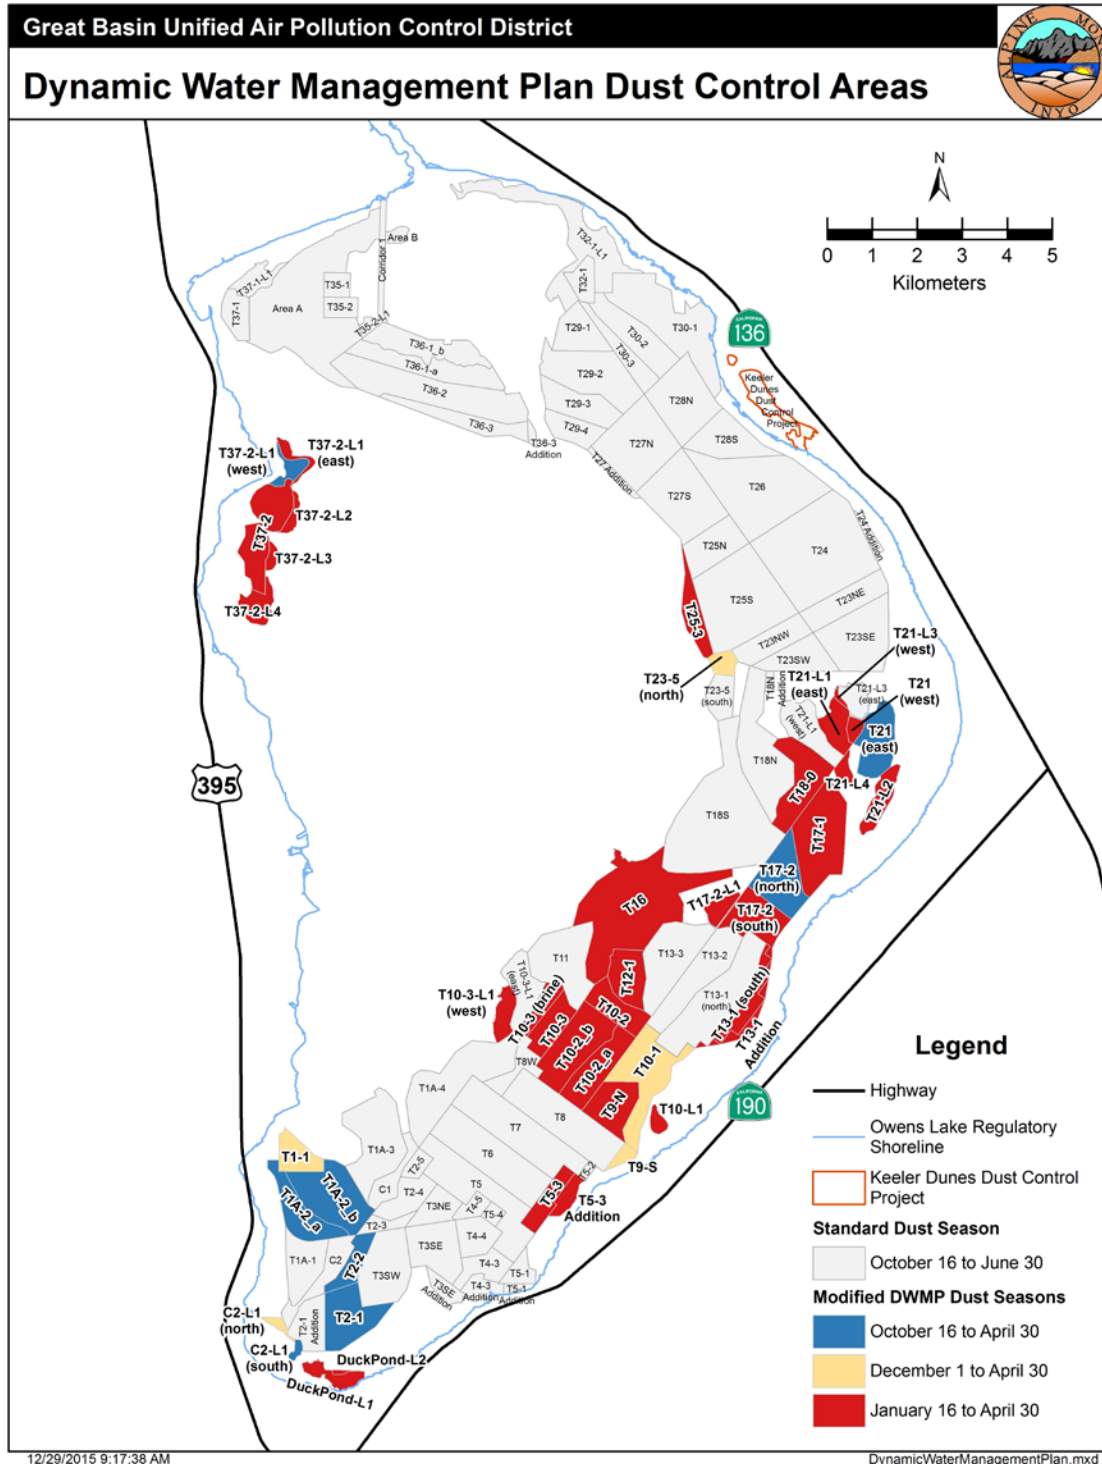 Great Basin Unified Air Pollution Control District
Dynamic Water Management Plan Dust Control Areas
ALPINE MON
INYO
N
0 1 2 3 4 5
Kilometers
CALIFORNIA
136
Keeler
Dunes
Dust
Control
Project
Area B
Corridor 1
T37-1-L1
T37-1
Area A
T35-1
T35-2
T35-2-L1
T36-1_b
T36-1-a
T36-2
T36-3
T36-3
Addition
T32-1-L1
T32-1
T30-1
T30-2
T30-3
T29-1
T29-2
T29-3
T29-4
T28N
T28S
T27N
T27 Addition
T27S
T26
T25N
T25S
T25-3
T24
T24 Addition
T23NE
T23NW
T23SE
T23SW
T23-5
(north)
T23-5
(south)
T37-2-L1
(west)
T37-2-L1
(east)
T37-2
T37-2-L2
T37-2-L3
T37-2-L4
T21-L3
(west)
T21-L1
(east)
T21
(west)
T21-L3
(east)
T21-L1
(west)
T21
(east)
T21-L4
T21-L2
T18N
Addition
T18N
T18-0
T18S
T17-1
T17-2
(north)
T17-2-L1
T17-2
(south)
395
T16
T13-3
T13-2
T13-1
(north)
T13-1 (south)
T13-1
Addition
T12-1
T11
T10-3-L1
(east)
T10-3-L1
(west)
T10-3 (brine)
T10-3
T10-2
T10-2_b
T10-2_a
T10-1
T10-L1
T9-N
T9-S
T8W
T8
T7
T6
T5
T5-2
T5-3
T5-3
Addition
T1A-4
T1A-3
T1-1
T1A-2_b
T1A-2_a
C1
T2-5
T2-4
T2-3
T3NE
T4-5
T5-4
T4-4
T3SE
T4-3
T5-1
T3SE
Addition
T4-3
Addition
T5-1
Addition
T3SW
T1A-1
C2
T2-2
T2-1
T2-1
Addition
C2-L1
(north)
C2-L1
(south)
DuckPond-L2
DuckPond-L1
CALIFORNIA
190
Legend
Highway
Owens Lake Regulatory
Shoreline
Keeler Dunes Dust Control
Project
Standard Dust Season
October 16 to June 30
Modified DWMP Dust Seasons
October 16 to April 30
December 1 to April 30
January 16 to April 30
12/29/2015 9:17:38 AM
DynamicWaterManagementPlan.mxd